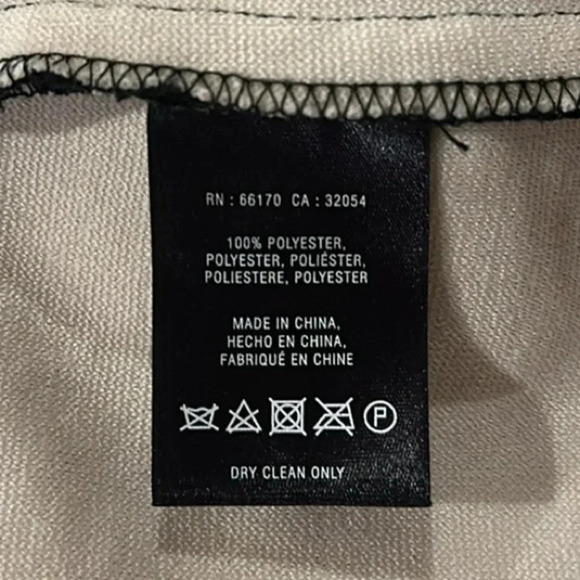 RN : 66170 CA : 32054
100% POLYESTER,
POLYESTER, POLIÉSTER,
POLIESTERE, POLYESTER
MADE IN CHINA,
HECHO EN CHINA,
FABRIQUÉ EN CHINE
P
DRY CLEAN ONLY